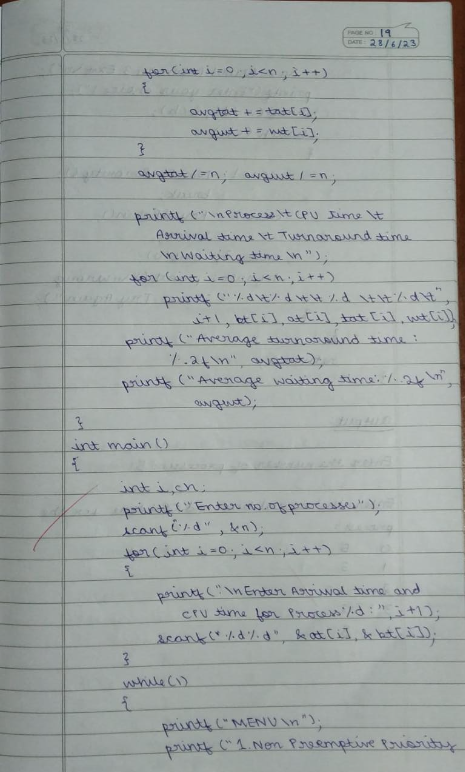 PAGE NO. 19
DATE: 28/6/23
for(int i=0; i<n; i++)
{
avgtat += tat[i];
avgwt += wt[i];
}
avgtat /=n; avgwt /=n;
printf ("\nProcess\t CPU time \t
Arrival time \t Turnaround time
\n Waiting time \n");
for (int i=0; i<n; i++)
printf ("%d\t%d\t\t%d \t\t%d\t",
i+1, bt[i], at[i], tat[i], wt[i]);
printf ("Average turnaround time :
%.2f\n", avgtat);
printf ("Average waiting time: %.2f \n",
avgwt);
}
int main()
{
int i, ch;
printf("Enter no. of processes");
scanf("%d", &n);
for(int i=0; i<n; i++)
{
printf("\nEnter Arrival time and
CPU time for Process%d:", i+1);
scanf("%d%d", &at[i], &bt[i]);
}
while(1)
{
printf("MENU \n");
printf ("1. Non Preemptive Priority